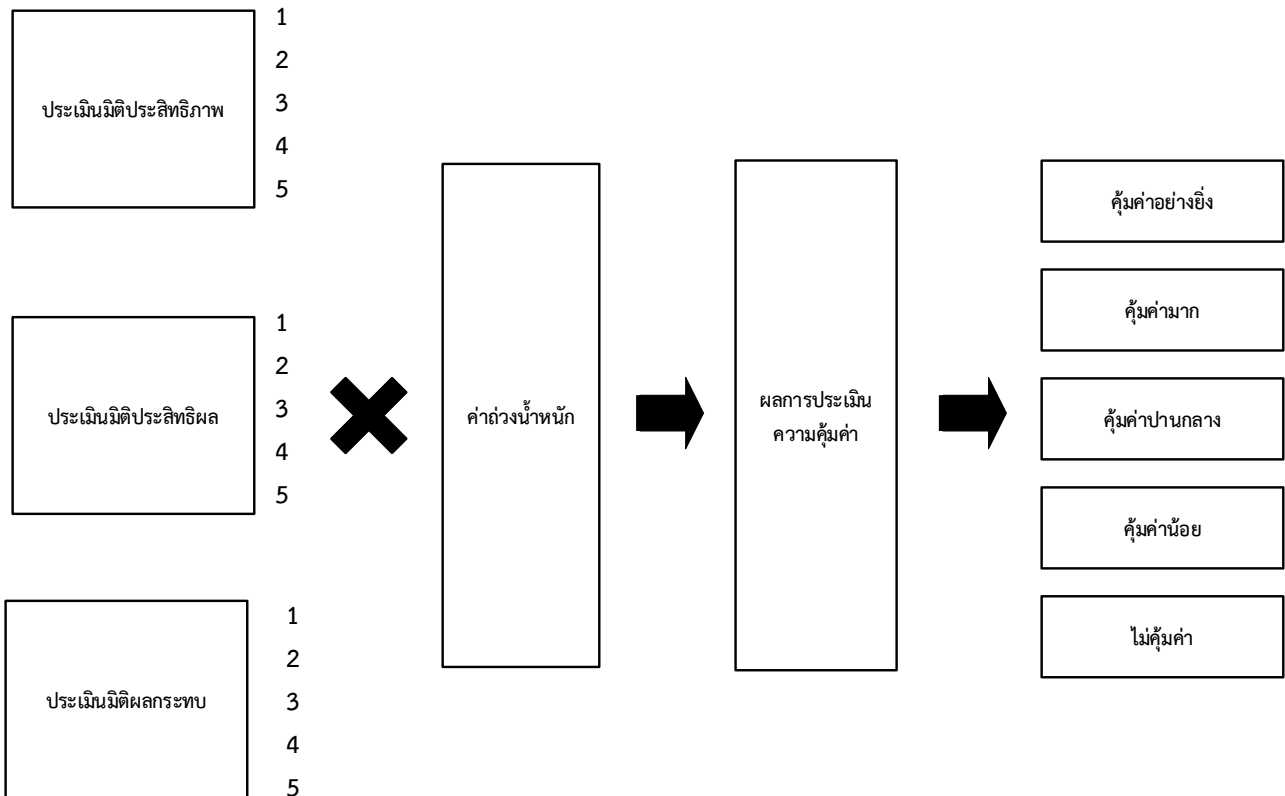 ประเมินมิติประสิทธิภาพ
1
2
3
4
5
ประเมินมิติประสิทธิผล
1
2
3
4
5
ประเมินมิติผลกระทบ
1
2
3
4
5
ค่าถ่วงน้ำหนัก
ผลการประเมิน
ความคุ้มค่า
คุ้มค่าอย่างยิ่ง
คุ้มค่ามาก
คุ้มค่าปานกลาง
คุ้มค่าน้อย
ไม่คุ้มค่า